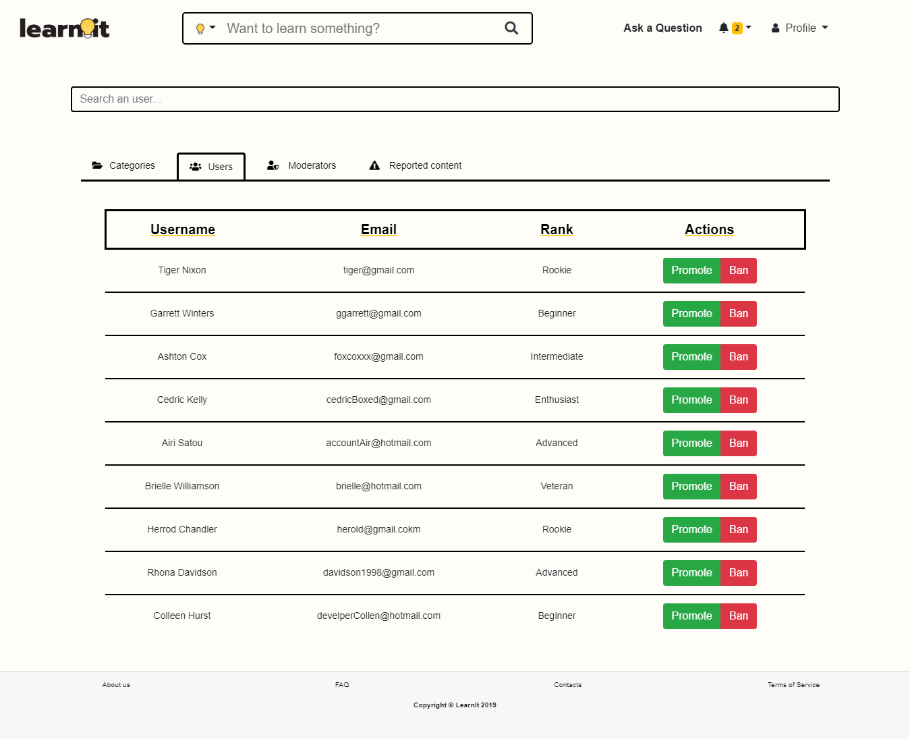 learnit
Want to learn something?
Ask a Question 2 Profile
Search an user...
Categories Users Moderators Reported content
Username Email Rank Actions
Tiger Nixon tiger@gmail.com Rookie Promote Ban
Garrett Winters ggarrett@gmail.com Beginner Promote Ban
Ashton Cox foxcoxxx@gmail.com Intermediate Promote Ban
Cedric Kelly cedricBoxed@gmail.com Enthusiast Promote Ban
Airi Satou accountAir@hotmail.com Advanced Promote Ban
Brielle Williamson brielle@hotmail.com Veteran Promote Ban
Herrod Chandler herold@gmail.cokm Rookie Promote Ban
Rhona Davidson davidson1998@gmail.com Advanced Promote Ban
Colleen Hurst develperCollen@hotmail.com Beginner Promote Ban
About us FAQ Contacts Terms of Service
Copyright © LearnIt 2019